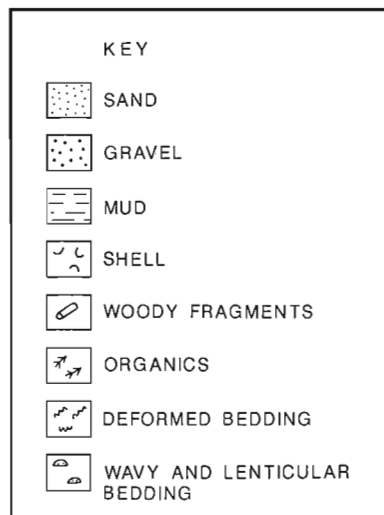 KEY
SAND
GRAVEL
MUD
SHELL
WOODY FRAGMENTS
ORGANICS
DEFORMED BEDDING
WAVY AND LENTICULAR
BEDDING